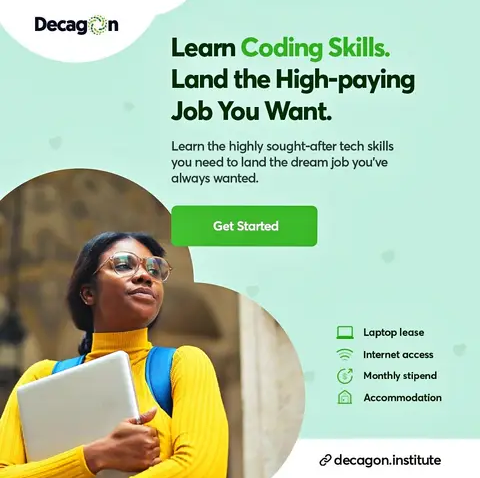 Decagon
Learn Coding Skills.
Land the High-paying
Job You Want.
Learn the highly sought-after tech skills
you need to land the dream job you've
always wanted.
Get Started
Laptop lease
Internet access
Monthly stipend
Accommodation
decagon.institute